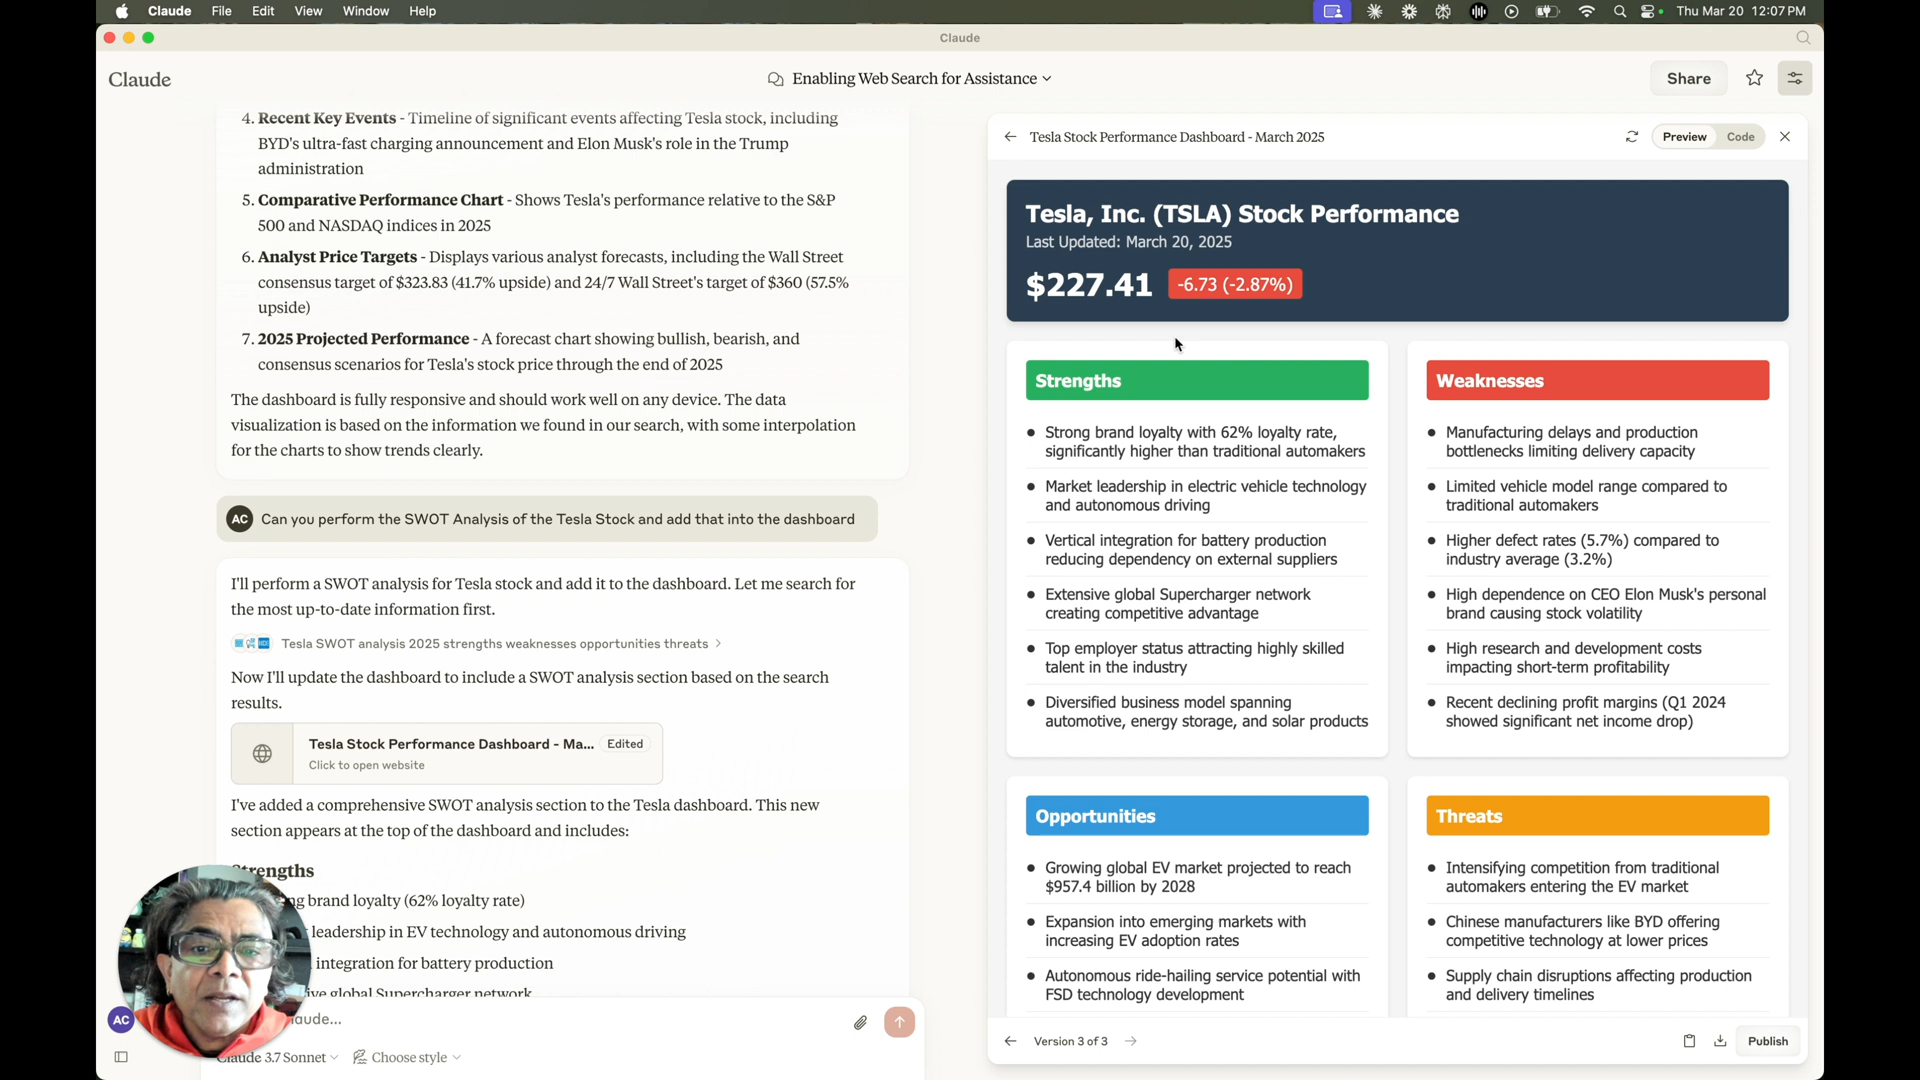 Claude File Edit View Window Help
Thu Mar 20 12:07 PM
Claude
Claude
Enabling Web Search for Assistance
Share
4. Recent Key Events - Timeline of significant events affecting Tesla stock, including
BYD's ultra-fast charging announcement and Elon Musk's role in the Trump
administration
5. Comparative Performance Chart - Shows Tesla's performance relative to the S&P
500 and NASDAQ indices in 2025
6. Analyst Price Targets - Displays various analyst forecasts, including the Wall Street
consensus target of $323.83 (41.7% upside) and 24/7 Wall Street's target of $360 (57.5%
upside)
7. 2025 Projected Performance - A forecast chart showing bullish, bearish, and
consensus scenarios for Tesla's stock price through the end of 2025
The dashboard is fully responsive and should work well on any device. The data
visualization is based on the information we found in our search, with some interpolation
for the charts to show trends clearly.
AC Can you perform the SWOT Analysis of the Tesla Stock and add that into the dashboard
I'll perform a SWOT analysis for Tesla stock and add it to the dashboard. Let me search for
the most up-to-date information first.
Tesla SWOT analysis 2025 strengths weaknesses opportunities threats
Now I'll update the dashboard to include a SWOT analysis section based on the search
results.
Tesla Stock Performance Dashboard - Ma... Edited
Click to open website
I've added a comprehensive SWOT analysis section to the Tesla dashboard. This new
section appears at the top of the dashboard and includes:
Strengths
brand loyalty (62% loyalty rate)
leadership in EV technology and autonomous driving
integration for battery production
global Supercharger network
AC
Claude 3.7 Sonnet Choose style
Tesla Stock Performance Dashboard - March 2025
Preview Code
Tesla, Inc. (TSLA) Stock Performance
Last Updated: March 20, 2025
$227.41 -6.73 (-2.87%)
Strengths
Strong brand loyalty with 62% loyalty rate,
significantly higher than traditional automakers
Market leadership in electric vehicle technology
and autonomous driving
Vertical integration for battery production
reducing dependency on external suppliers
Extensive global Supercharger network
creating competitive advantage
Top employer status attracting highly skilled
talent in the industry
Diversified business model spanning
automotive, energy storage, and solar products
Weaknesses
Manufacturing delays and production
bottlenecks limiting delivery capacity
Limited vehicle model range compared to
traditional automakers
Higher defect rates (5.7%) compared to
industry average (3.2%)
High dependence on CEO Elon Musk's personal
brand causing stock volatility
High research and development costs
impacting short-term profitability
Recent declining profit margins (Q1 2024
showed significant net income drop)
Opportunities
Growing global EV market projected to reach
$957.4 billion by 2028
Expansion into emerging markets with
increasing EV adoption rates
Autonomous ride-hailing service potential with
FSD technology development
Threats
Intensifying competition from traditional
automakers entering the EV market
Chinese manufacturers like BYD offering
competitive technology at lower prices
Supply chain disruptions affecting production
and delivery timelines
Version 3 of 3
Publish